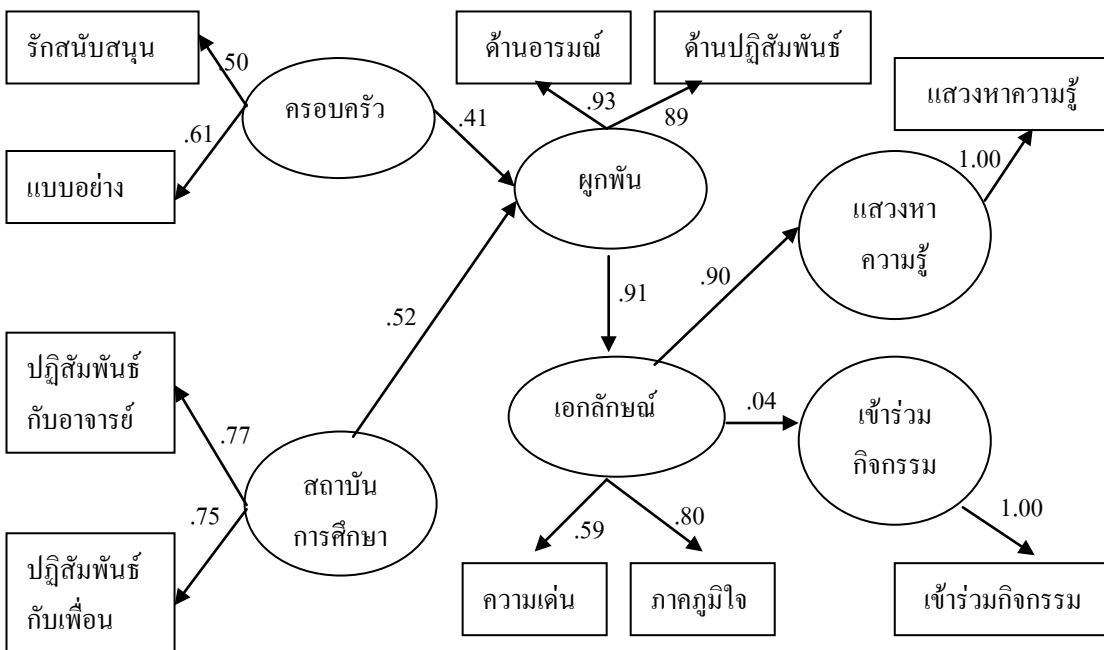 รักสนับสนุน
.50
ครอบครัว
.61
แบบอย่าง
.41
ด้านอารมณ์
ด้านปฏิสัมพันธ์
.93
89
ผูกพัน
แสวงหาความรู้
1.00
แสวงหา
ความรู้
.90
.91
.52
ปฏิสัมพันธ์
กับอาจารย์
.77
สถาบัน
การศึกษา
.75
ปฏิสัมพันธ์
กับเพื่อน
เอกลักษณ์
.04
เข้าร่วม
กิจกรรม
1.00
เข้าร่วมกิจกรรม
.59
.80
ความเด่น
ภาคภูมิใจ